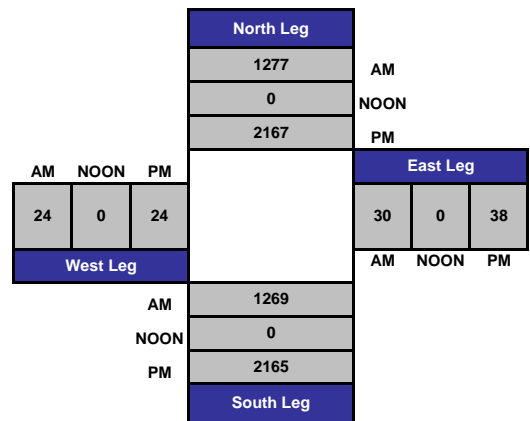 North Leg
1277 AM
0 NOON
2167 PM
AM NOON PM
East Leg
24 0 24
30 0 38
West Leg
AM NOON PM
AM 1269
NOON 0
PM 2165
South Leg